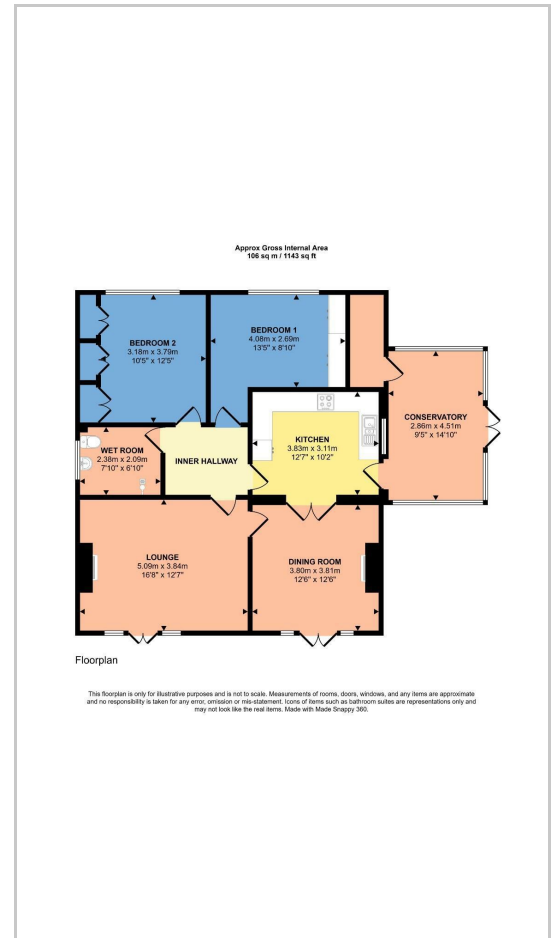 Approx Gross Internal Area
106 sq m / 1143 sq ft
BEDROOM 2
3.18m x 3.79m
10'5" x 12'5"
BEDROOM 1
4.08m x 2.69m
13'5" x 8'10"
CONSERVATORY
2.86m x 4.51m
9'5" x 14'10"
WET ROOM
2.38m x 2.09m
7'10" x 6'10"
INNER HALLWAY
KITCHEN
3.83m x 3.11m
12'7" x 10'2"
LOUNGE
5.09m x 3.84m
16'8" x 12'7"
DINING ROOM
3.80m x 3.81m
12'6" x 12'6"
Floorplan
This floorplan is only for illustrative purposes and is not to scale. Measurements of rooms, doors, windows, and any items are approximate
and no responsibility is taken for any error, omission or mis-statement. Icons of items such as bathroom suites are representations only and
may not look like the real items. Made with Made Snappy 360.